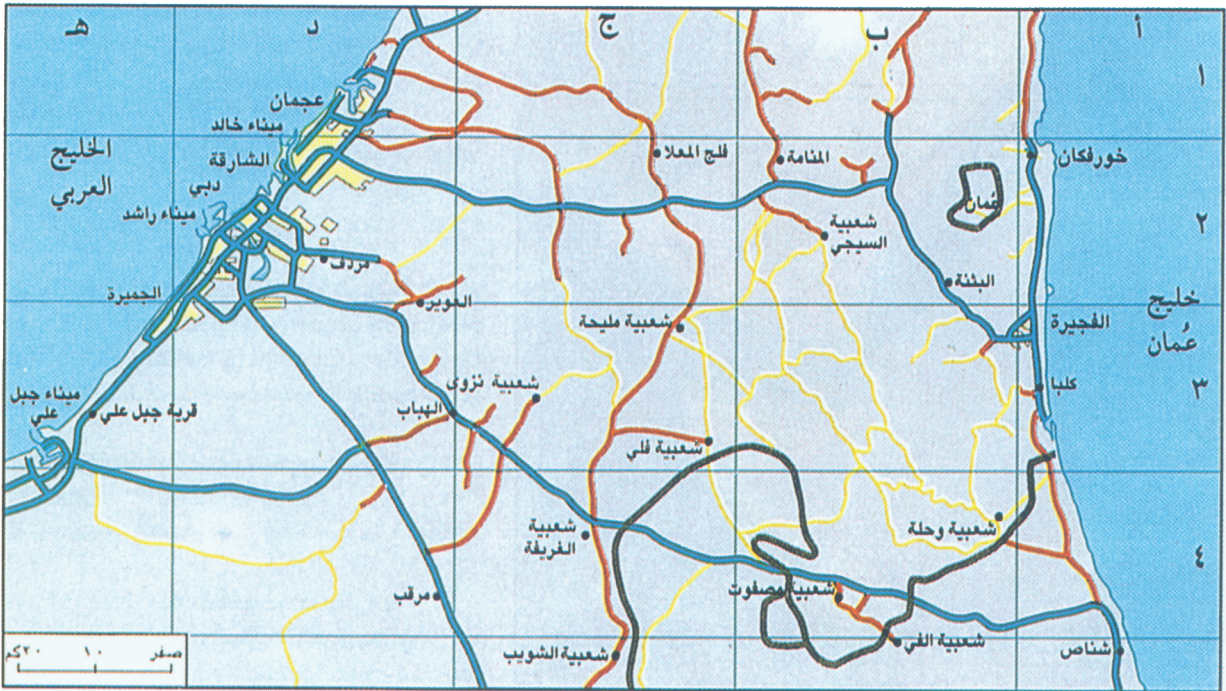 أ
ب
ج
د
هـ
١
٢
٣
٤
الخليج
العربي
عجمان
ميناء خالد
الشارقة
دبي
ميناء راشد
الجميرة
مردف
العوير
فلج المعلا
المنامة
شعبية
السيجي
عُمان
خورفكان
البثنة
الفجيرة
خليج
عُمان
كلبا
شعبية مليحة
شعبية نزوى
الهباب
ميناء جبل
علي
قرية جبل علي
شعبية فلي
شعبية وحلة
شعبية
الغريفة
شعبية مصفوت
مرقب
شعبية الفي
شعبية الشويب
شناص
صفر ١٠ ٢٠كم